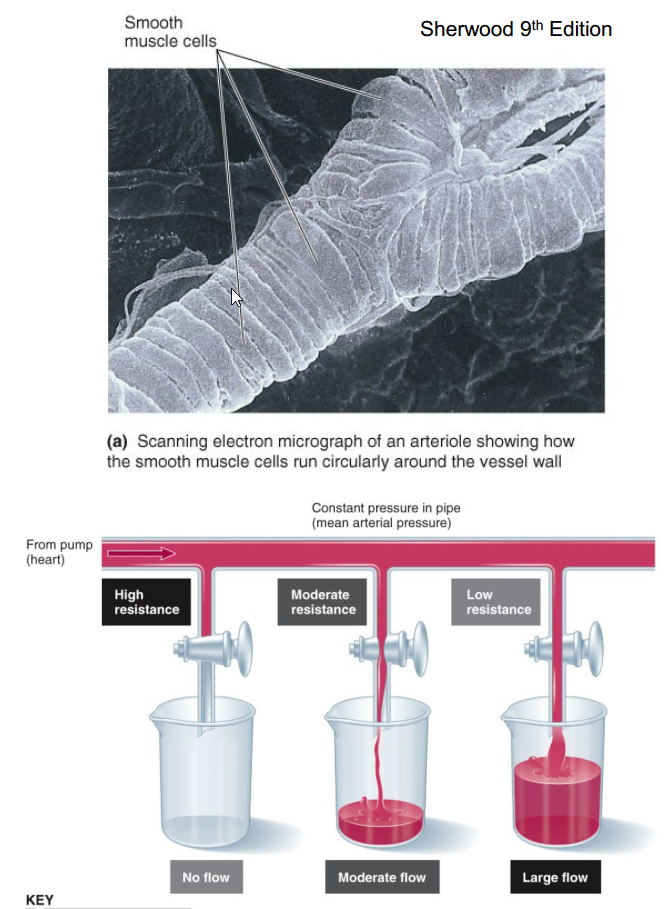 Smooth
muscle cells
Sherwood 9th Edition
(a) Scanning electron micrograph of an arteriole showing how
the smooth muscle cells run circularly around the vessel wall
Constant pressure in pipe
(mean arterial pressure)
From pump
(heart)
High
resistance
Moderate
resistance
Low
resistance
No flow
Moderate flow
Large flow
KEY